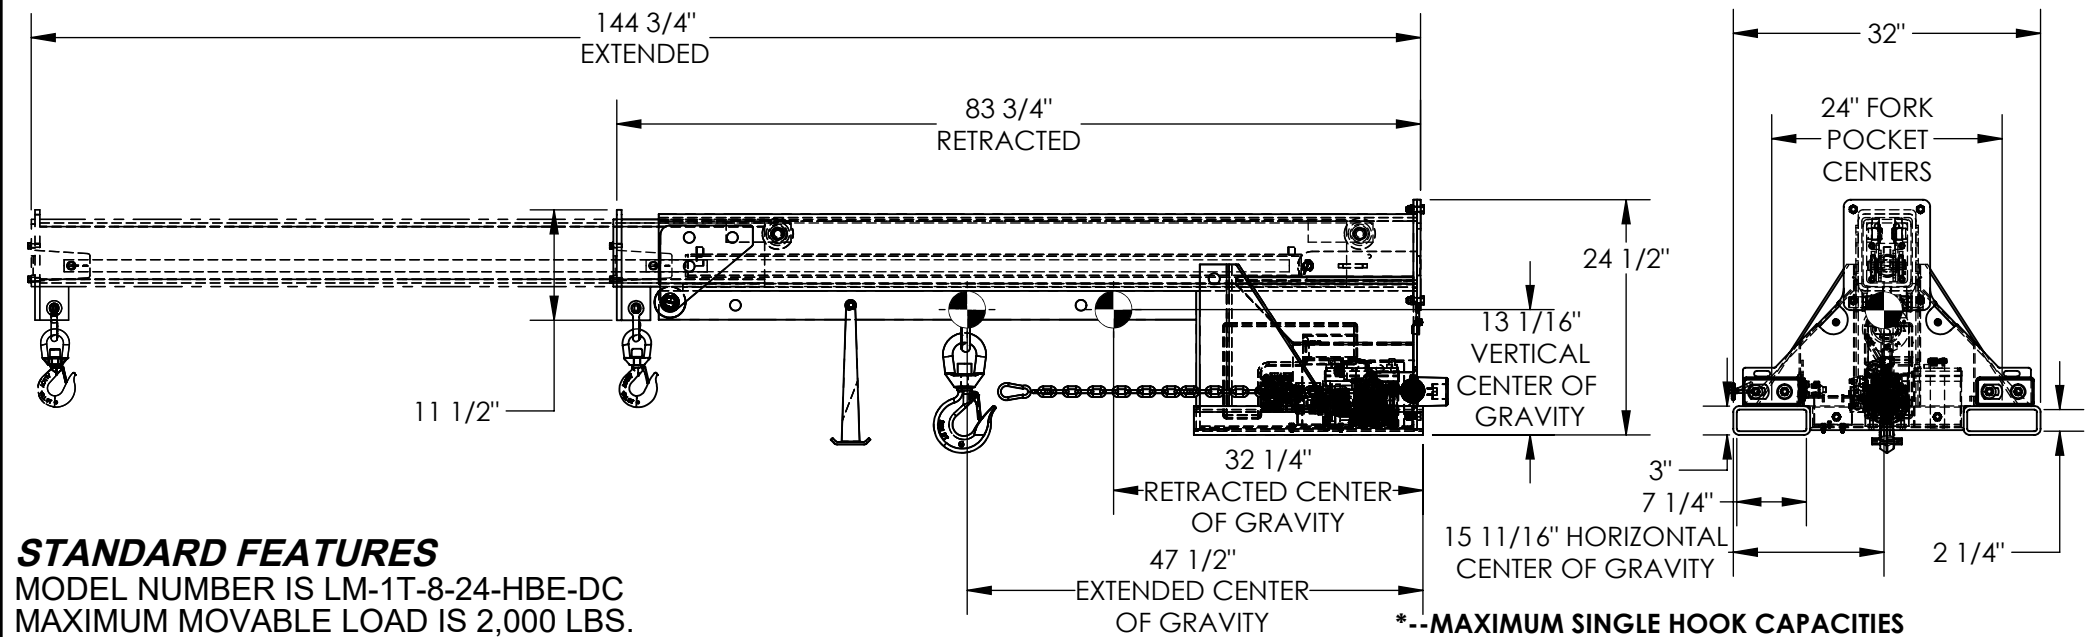 144 3/4"
EXTENDED
83 3/4"
RETRACTED
32"
24" FORK
POCKET
CENTERS
24 1/2"
13 1/16"
VERTICAL
CENTER OF
GRAVITY
11 1/2"
32 1/4"
RETRACTED CENTER
OF GRAVITY
47 1/2"
EXTENDED CENTER
OF GRAVITY
3"
7 1/4"
15 11/16" HORIZONTAL
CENTER OF GRAVITY
2 1/4"
STANDARD FEATURES
MODEL NUMBER IS LM-1T-8-24-HBE-DC
MAXIMUM MOVABLE LOAD IS 2,000 LBS.
*--MAXIMUM SINGLE HOOK CAPACITIES